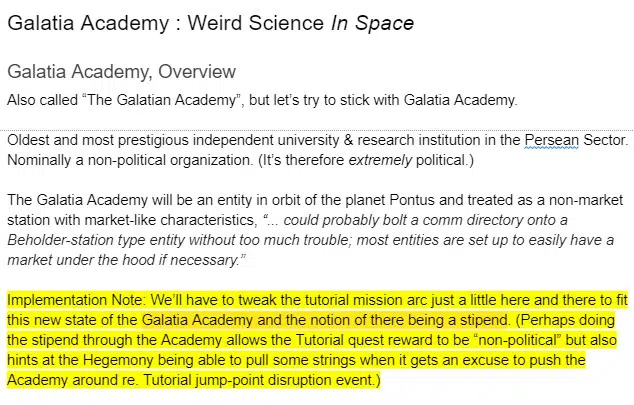 Galatia Academy : Weird Science In Space
Galatia Academy, Overview
Also called “The Galatian Academy”, but let’s try to stick with Galatia Academy.
Oldest and most prestigious independent university & research institution in the Persean Sector.
Nominally a non-political organization. (It’s therefore extremely political.)
The Galatia Academy will be an entity in orbit of the planet Pontus and treated as a non-market
station with market-like characteristics, “... could probably bolt a comm directory onto a
Beholder-station type entity without too much trouble; most entities are set up to easily have a
market under the hood if necessary.”
Implementation Note: We’ll have to tweak the tutorial mission arc just a little here and there to fit
this new state of the Galatia Academy and the notion of there being a stipend. (Perhaps doing
the stipend through the Academy allows the Tutorial quest reward to be “non-political” but also
hints at the Hegemony being able to pull some strings when it gets an excuse to push the
Academy around re. Tutorial jump-point disruption event.)